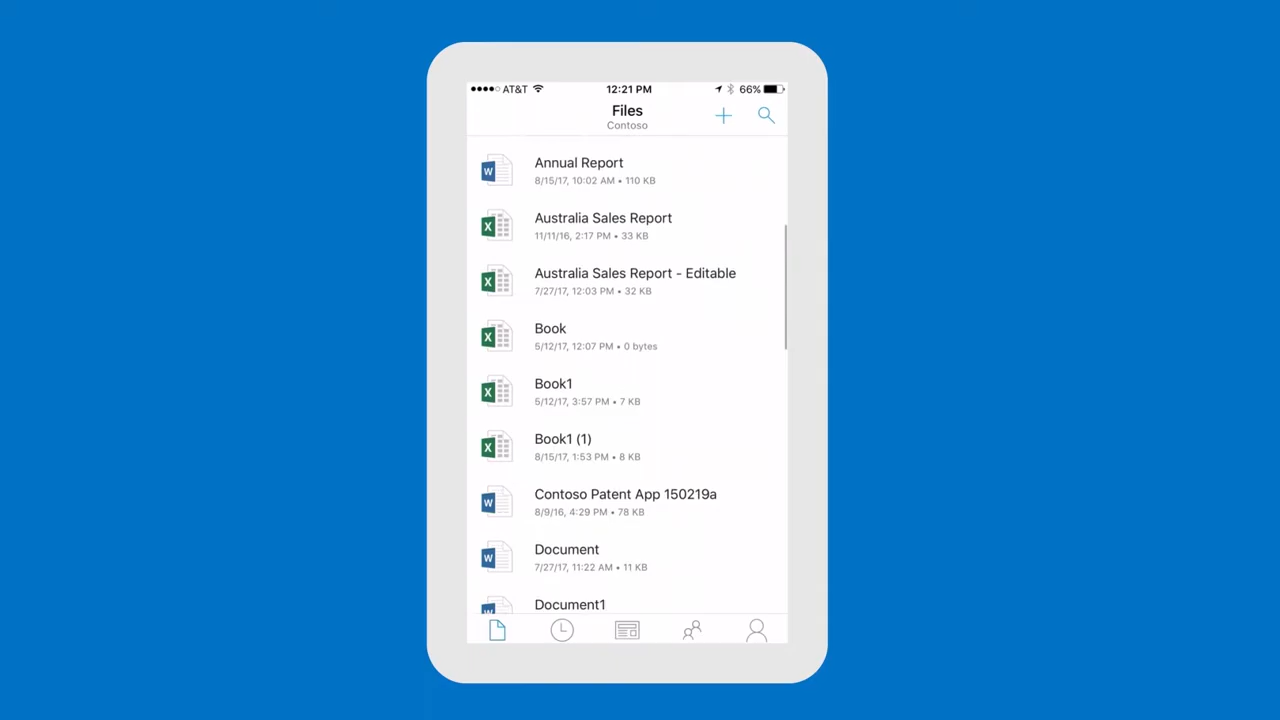 AT&T 12:21 PM 66%
Files
Contoso
W Annual Report
8/15/17, 10:02 AM • 110 KB
X Australia Sales Report
11/11/16, 2:17 PM • 33 KB
X Australia Sales Report - Editable
7/27/17, 12:03 PM • 32 KB
X Book
5/12/17, 12:07 PM • 0 bytes
X Book1
5/12/17, 3:57 PM • 7 KB
X Book1 (1)
8/15/17, 1:53 PM • 8 KB
W Contoso Patent App 150219a
8/9/16, 4:29 PM • 78 KB
W Document
7/27/17, 11:22 AM • 11 KB
W Document1